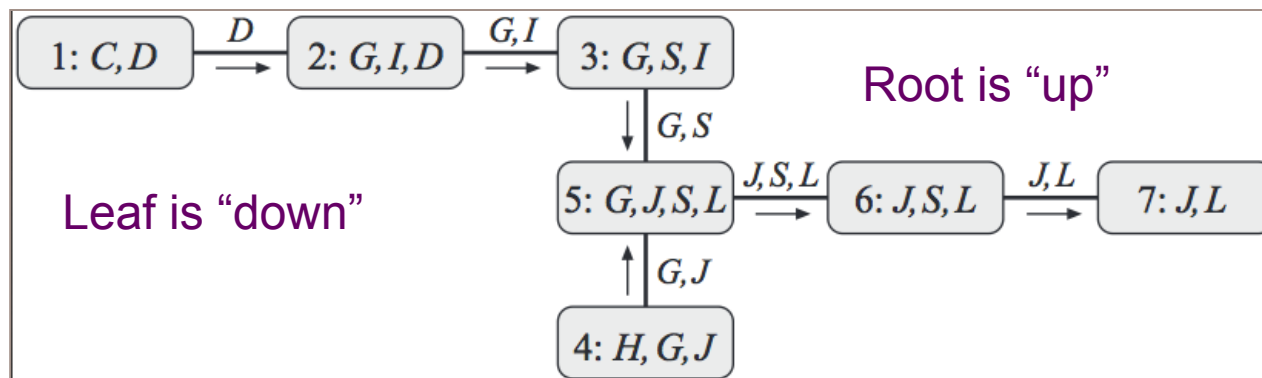 D
G, I
1: C, D
2: G, I, D
3: G, S, I
Root is “up”
G, S
J, S, L
J, L
Leaf is “down”
5: G, J, S, L
6: J, S, L
7: J, L
G, J
4: H, G, J